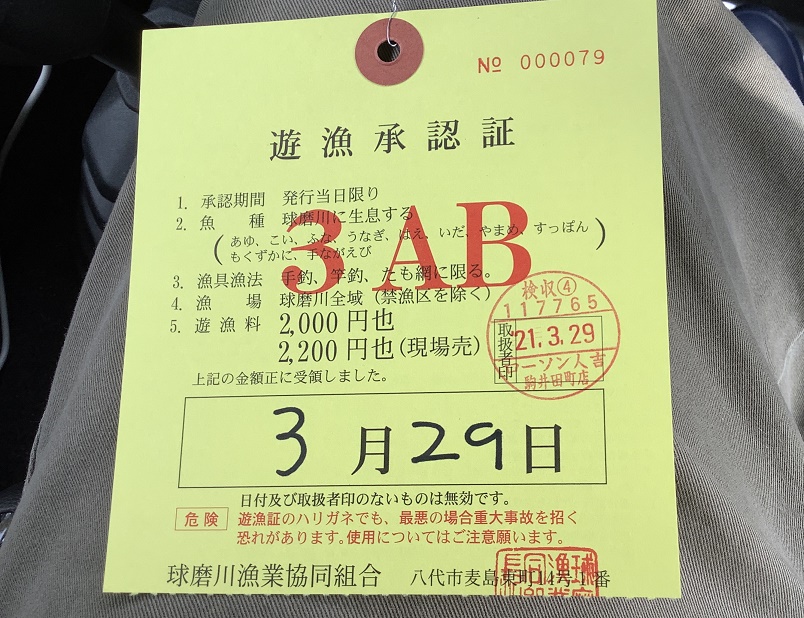 № 000079
遊漁承認証
1. 承認期間 発行当日限り
2. 魚種 球磨川に生息する
(あゆ、こい、ふな、うなぎ、はえ、いだ、やまめ、すっぽん
もくずかに、手ながえび)
3 AB
3. 漁具漁法 手釣、竿釣、たも網に限る。
4. 漁場 球磨川全域(禁漁区を除く)
5. 遊漁料 2,000円也
2,200円也(現場売)
上記の金額正に受領しました。
取扱者印
検収④
117765
'21.3.29
ローソン人吉
駒井田町店
3月29日
日付及び取扱者印のないものは無効です。
危険 遊漁証のハリガネでも、最悪の場合重大事故を招く
恐れがあります。使用についてはご注意願います。
球磨川漁業協同組合 八代市麦島東町14号1番